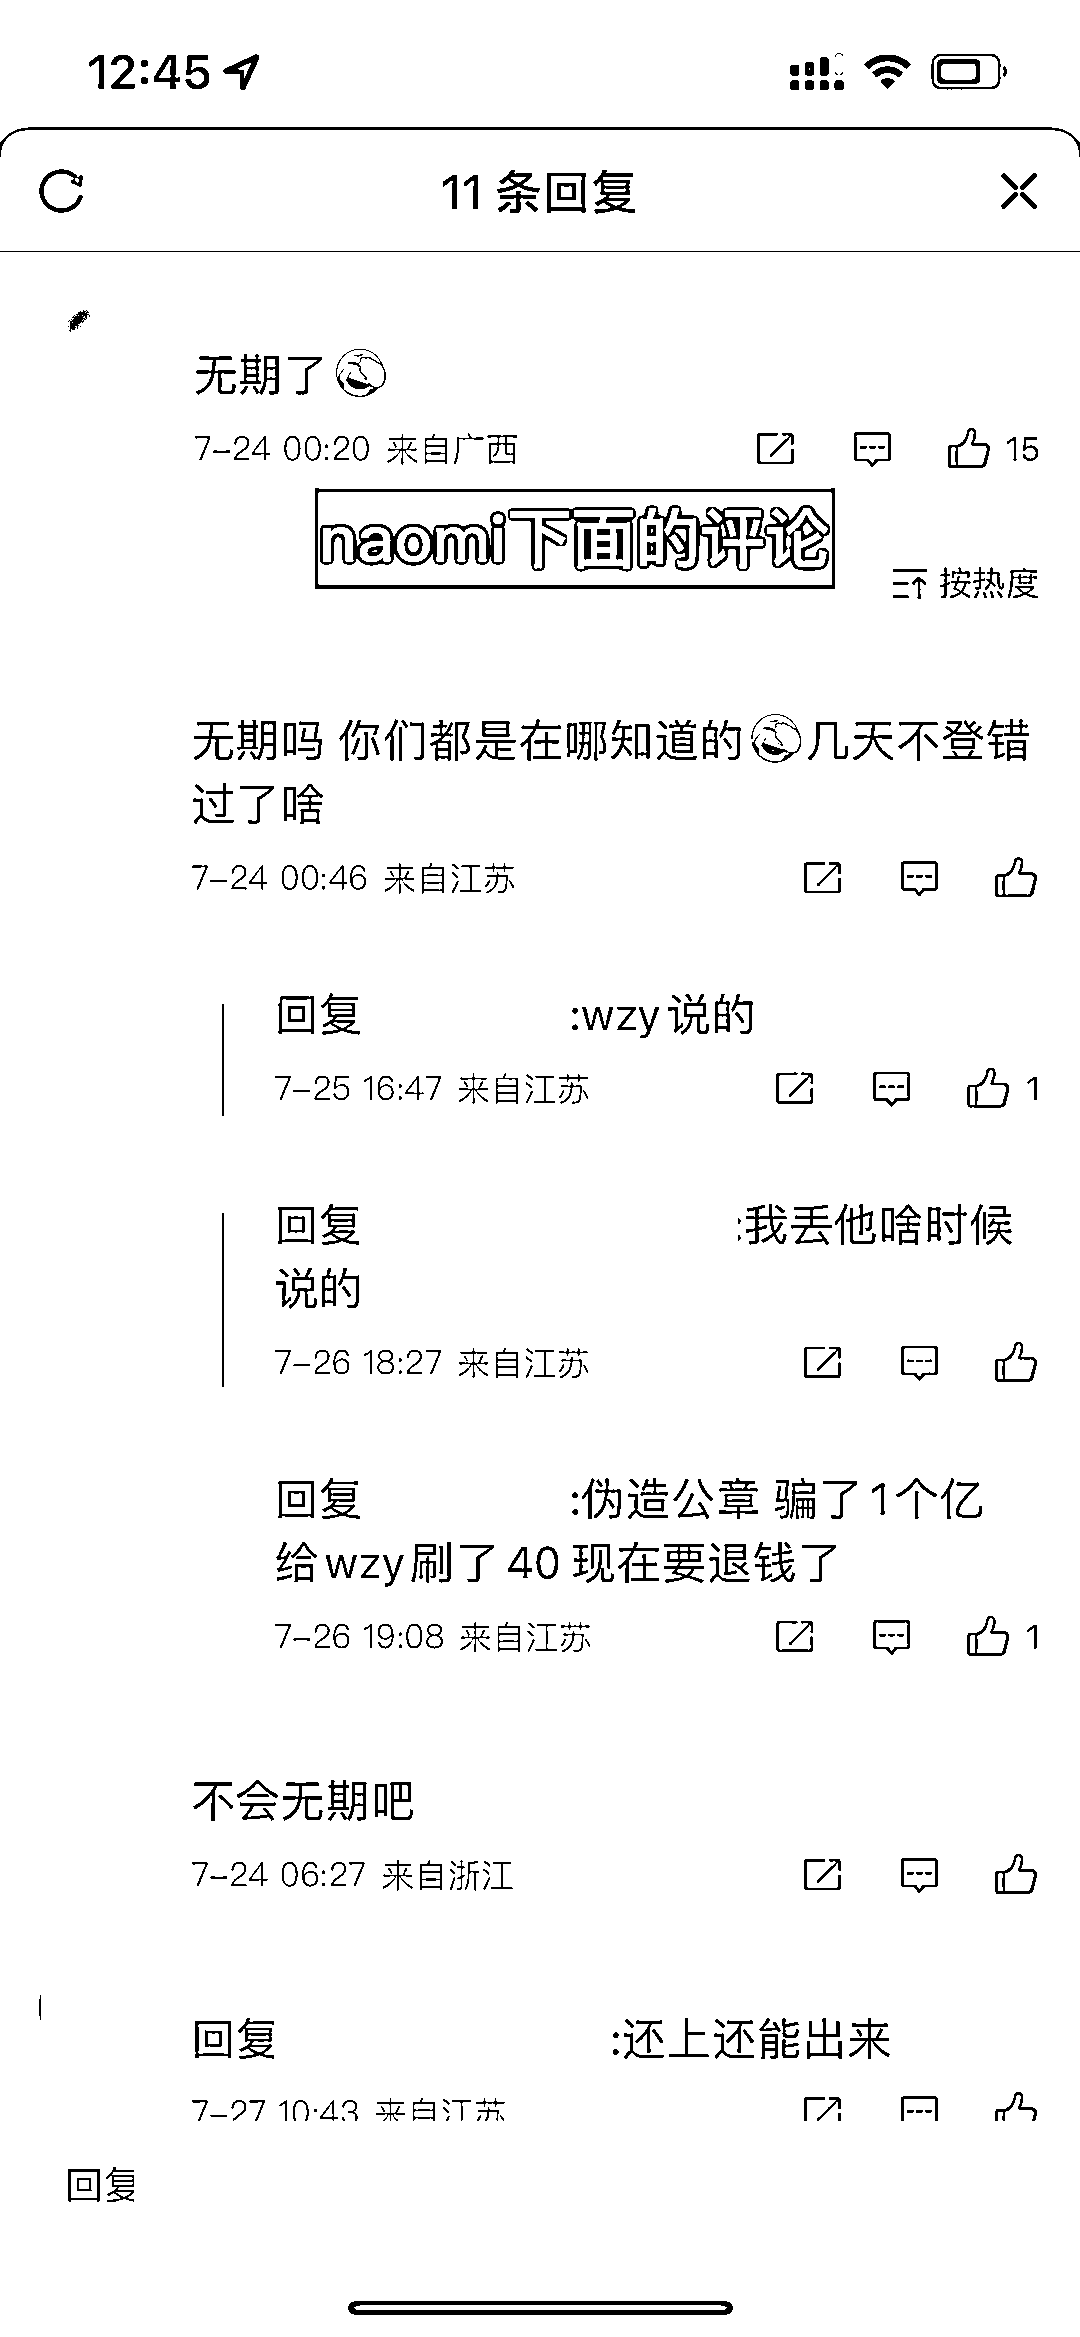 12:45
11 条回复
无期了
7-24 00:20 来自广西
15
naomi下面的评论
按热度
无期吗 你们都是在哪知道的几天不登错
过了啥
7-24 00:46 来自江苏
回复 :wzy说的
7-25 16:47 来自江苏
1
回复 :我丢他啥时候
说的
7-26 18:27 来自江苏
回复 :伪造公章 骗了1个亿
给wzy刷了40 现在要退钱了
7-26 19:08 来自江苏
1
不会无期吧
7-24 06:27 来自浙江
回复 :还上还能出来
7-27 10:43 来自江苏
回复